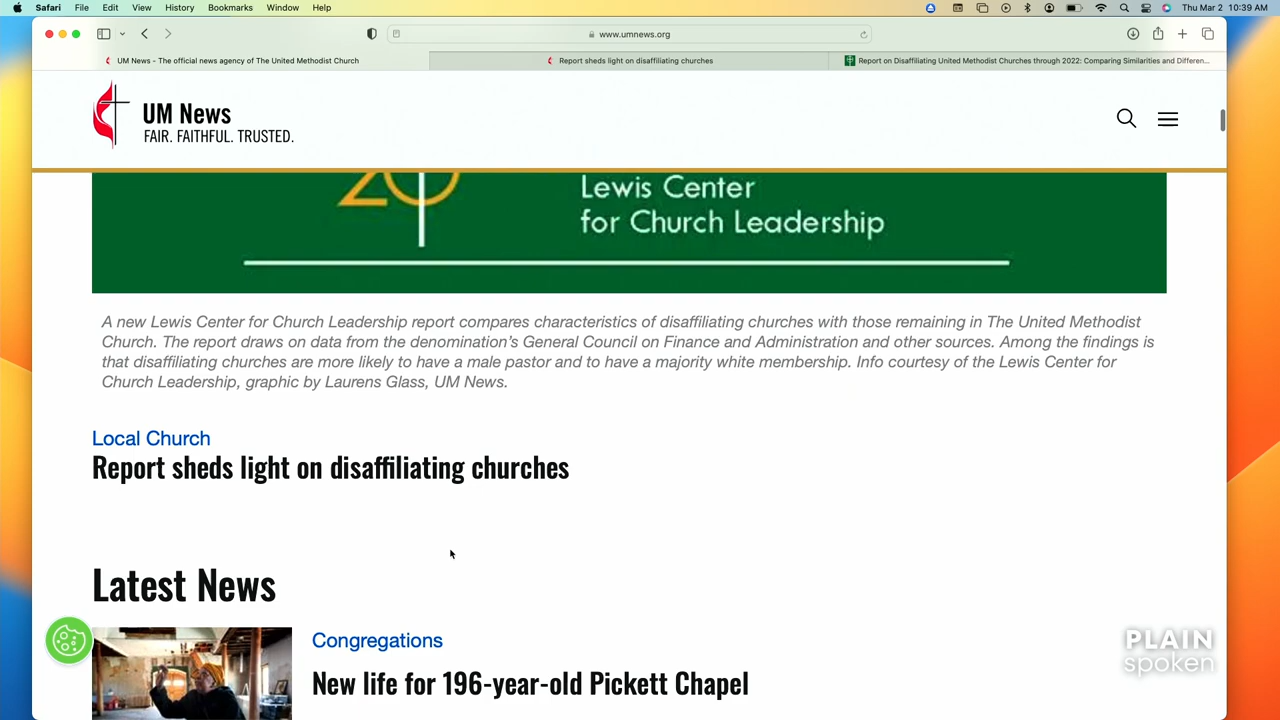 Safari File Edit View History Bookmarks Window Help Thu Mar 2 10:39 AM
www.umnews.org
UM News - The official news agency of The United Methodist Church
Report sheds light on disaffiliating churches
Report on Disaffiliating United Methodist Churches through 2022: Comparing Similarities and Differen...
UM News
FAIR. FAITHFUL. TRUSTED.
20
Lewis Center
for Church Leadership
A new Lewis Center for Church Leadership report compares characteristics of disaffiliating churches with those remaining in The United Methodist
Church. The report draws on data from the denomination's General Council on Finance and Administration and other sources. Among the findings is
that disaffiliating churches are more likely to have a male pastor and to have a majority white membership. Info courtesy of the Lewis Center for
Church Leadership, graphic by Laurens Glass, UM News.
Local Church
Report sheds light on disaffiliating churches
Latest News
Congregations
New life for 196-year-old Pickett Chapel
PLAIN
spoken